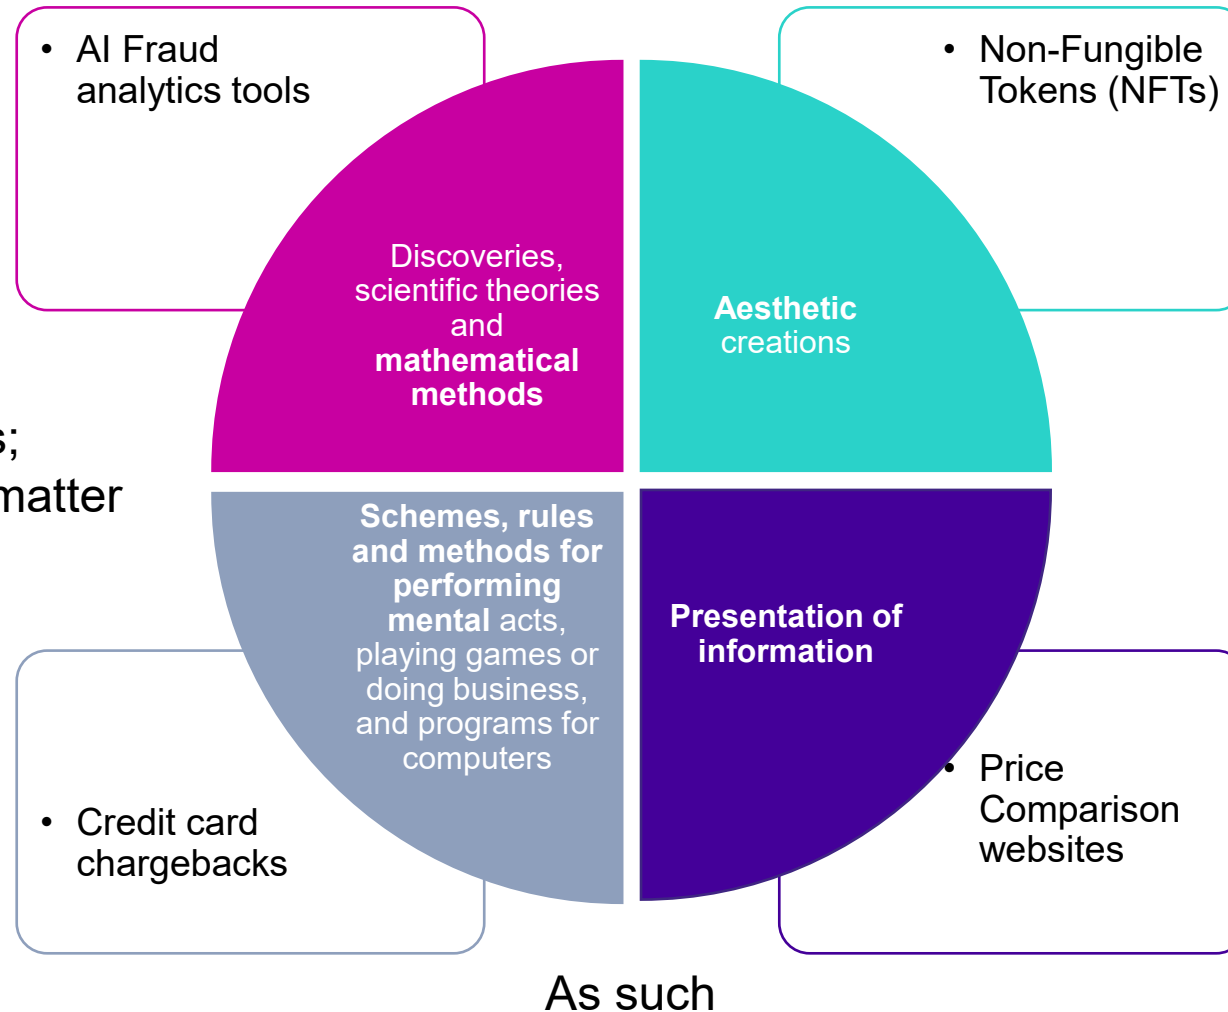 • AI Fraud
analytics tools
• Non-Fungible
Tokens (NFTs)
Discoveries,
scientific theories
and
mathematical
methods
Aesthetic
creations
s;
matter
Schemes, rules
and methods for
performing
mental acts,
playing games or
doing business,
and programs for
computers
Presentation of
information
• Credit card
chargebacks
• Price
Comparison
websites
As such